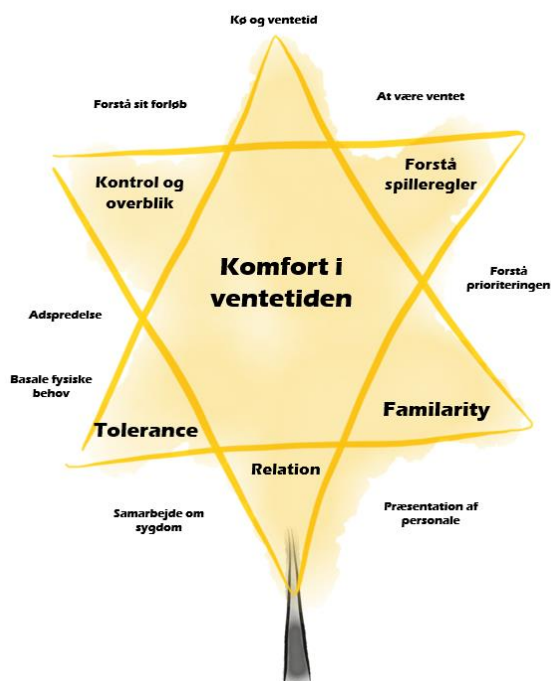 Kø og ventetid
At være ventet
Forstå sit forløb
Forstå
spilleregler
Kontrol og
overblik
Komfort i
ventetiden
Forstå
prioriteringen
Adspredelse
Basale fysiske
behov
Familarity
Tolerance
Relation
Præsentation af
personale
Samarbejde om
sygdom